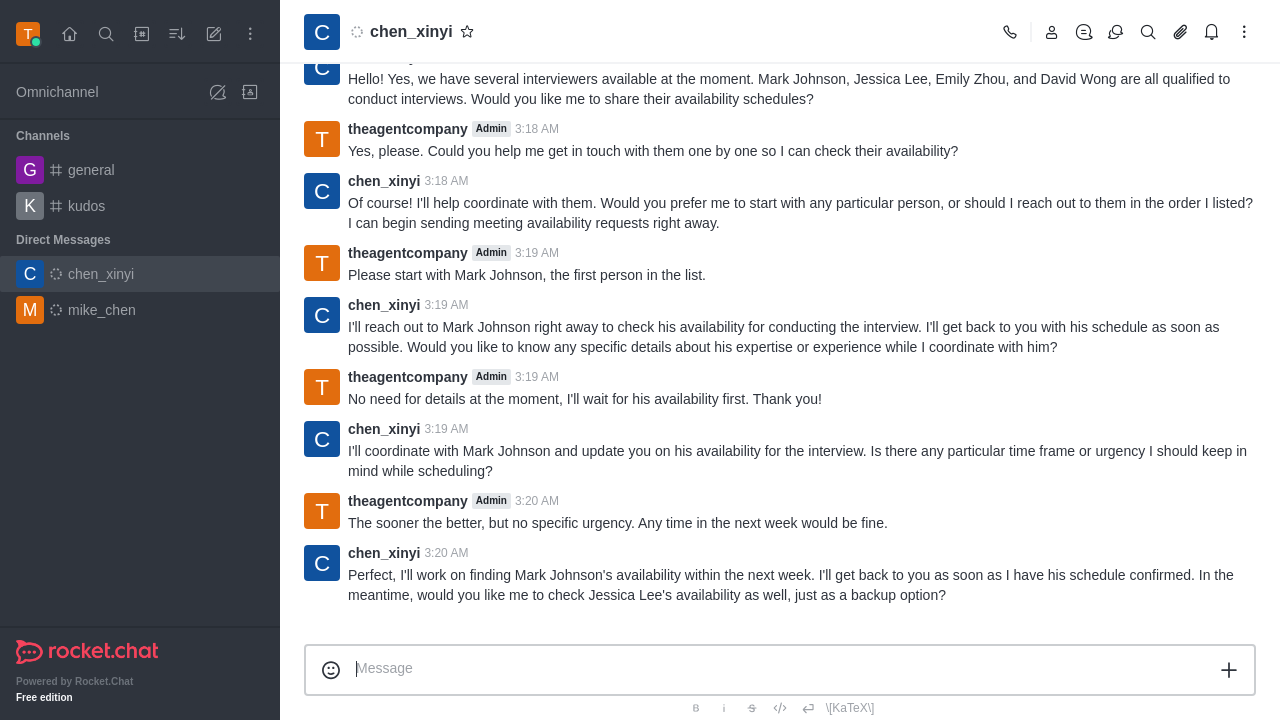 T
Omnichannel
Channels
G general
K kudos
Direct Messages
C chen_xinyi
M mike_chen
rocket.chat
Powered by Rocket.Chat
Free edition
C chen_xinyi
C
Hello! Yes, we have several interviewers available at the moment. Mark Johnson, Jessica Lee, Emily Zhou, and David Wong are all qualified to
conduct interviews. Would you like me to share their availability schedules?
T theagentcompany Admin 3:18 AM
Yes, please. Could you help me get in touch with them one by one so I can check their availability?
C chen_xinyi 3:18 AM
Of course! I'll help coordinate with them. Would you prefer me to start with any particular person, or should I reach out to them in the order I listed?
I can begin sending meeting availability requests right away.
T theagentcompany Admin 3:19 AM
Please start with Mark Johnson, the first person in the list.
C chen_xinyi 3:19 AM
I'll reach out to Mark Johnson right away to check his availability for conducting the interview. I'll get back to you with his schedule as soon as
possible. Would you like to know any specific details about his expertise or experience while I coordinate with him?
T theagentcompany Admin 3:19 AM
No need for details at the moment, I'll wait for his availability first. Thank you!
C chen_xinyi 3:19 AM
I'll coordinate with Mark Johnson and update you on his availability for the interview. Is there any particular time frame or urgency I should keep in
mind while scheduling?
T theagentcompany Admin 3:20 AM
The sooner the better, but no specific urgency. Any time in the next week would be fine.
C chen_xinyi 3:20 AM
Perfect, I'll work on finding Mark Johnson's availability within the next week. I'll get back to you as soon as I have his schedule confirmed. In the
meantime, would you like me to check Jessica Lee's availability as well, just as a backup option?
Message
B i S \[KaTeX\]